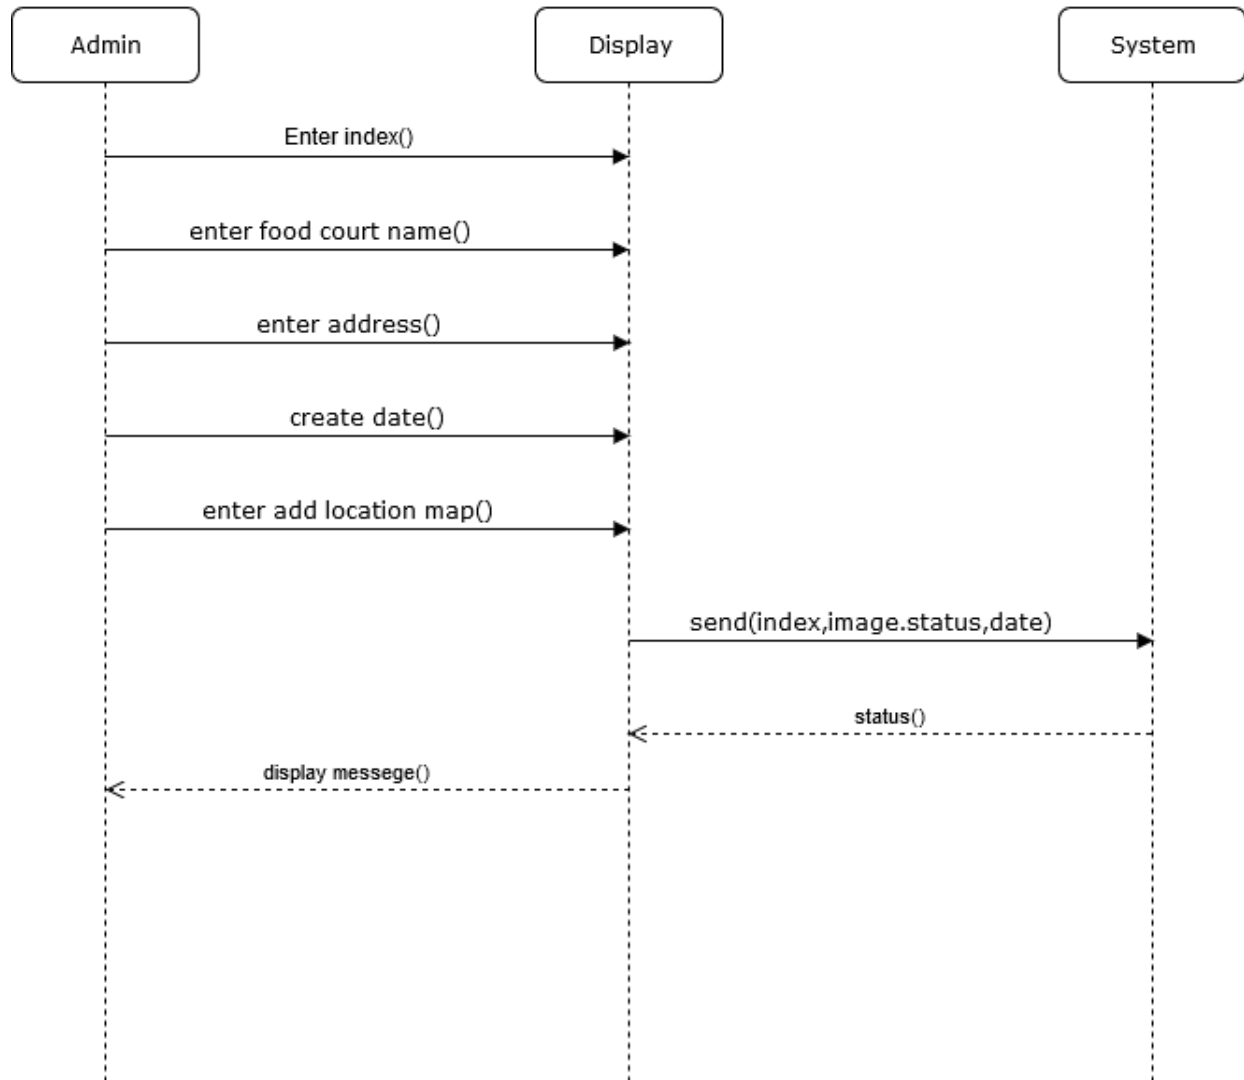 Admin
Display
System
Enter index()
enter food court name()
enter address()
create date()
enter add location map()
send(index,image.status,date)
status()
display messege()